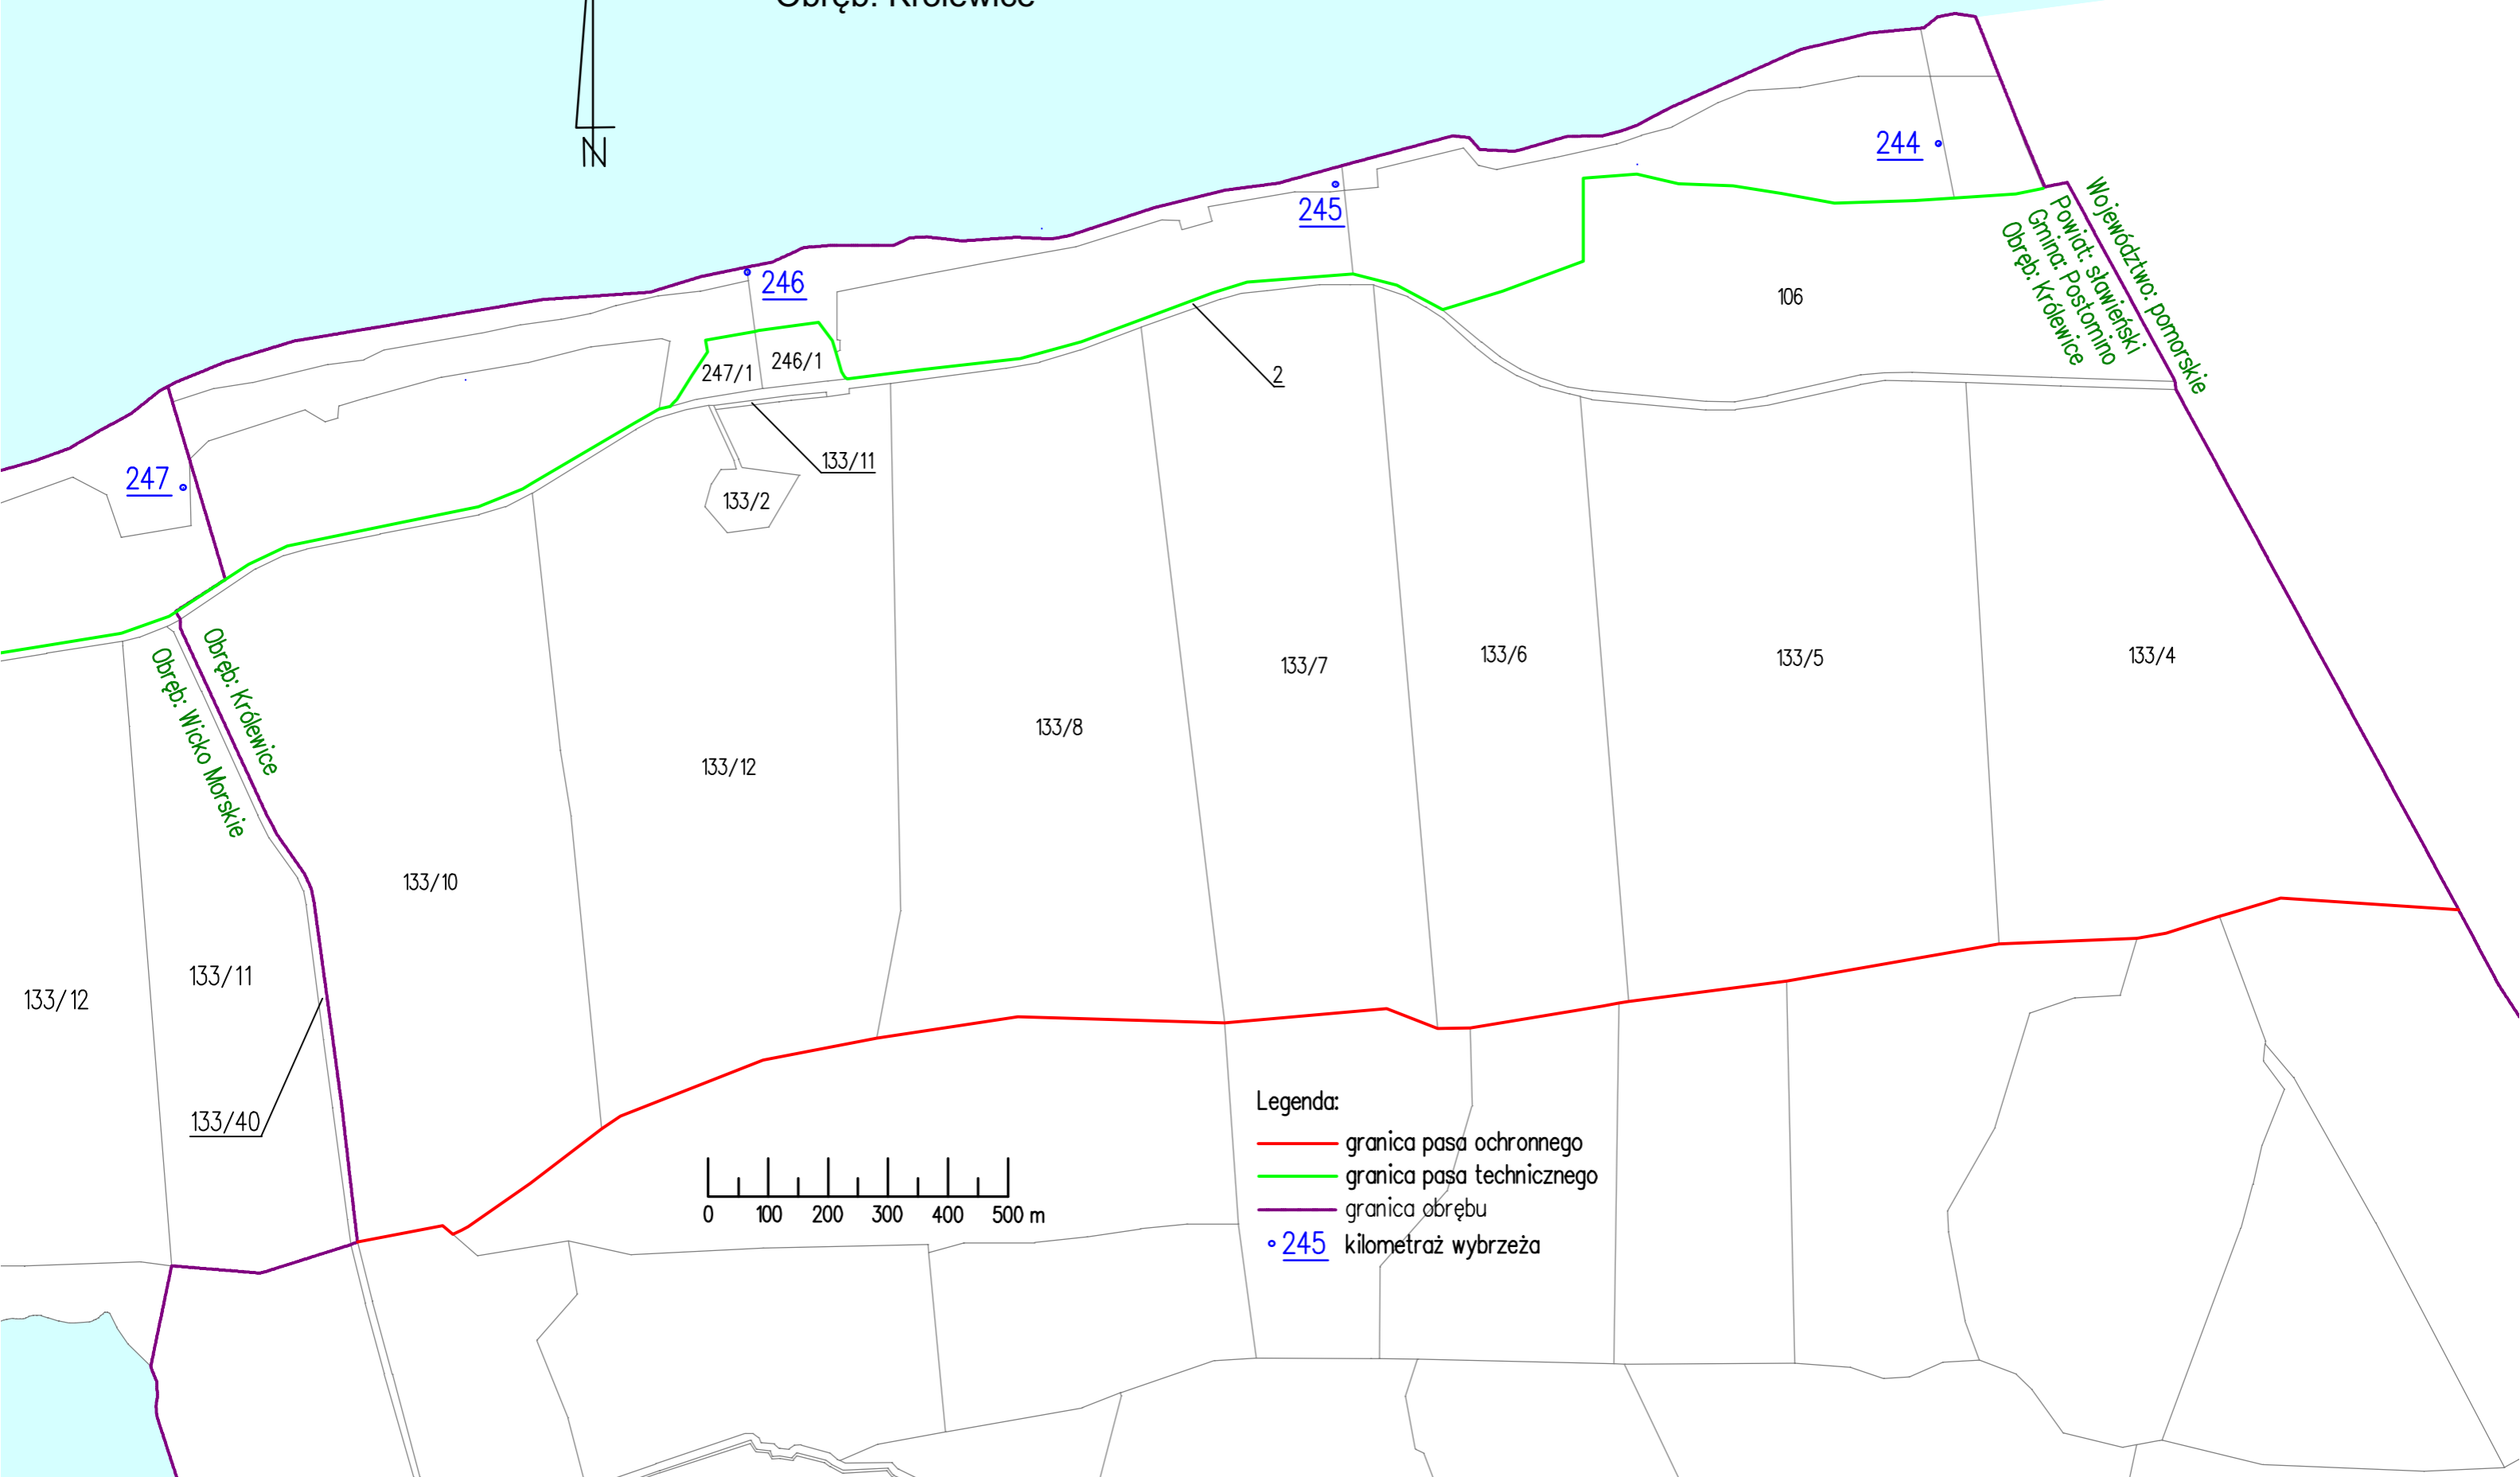 Obręb: Królewice
N
244
245
246
247
Województwo: pomorskie
Powiat: sławieński
Gmina: Postomino
Obręb: Królewice
106
247/1
246/1
2
133/11
133/2
Obręb: Królewice
Obręb: Wicko Morskie
133/7
133/6
133/5
133/4
133/8
133/12
133/10
133/11
133/12
133/40
Legenda:
granica pasa ochronnego
granica pasa technicznego
granica obrębu
245 kilometraż wybrzeża
0 100 200 300 400 500 m